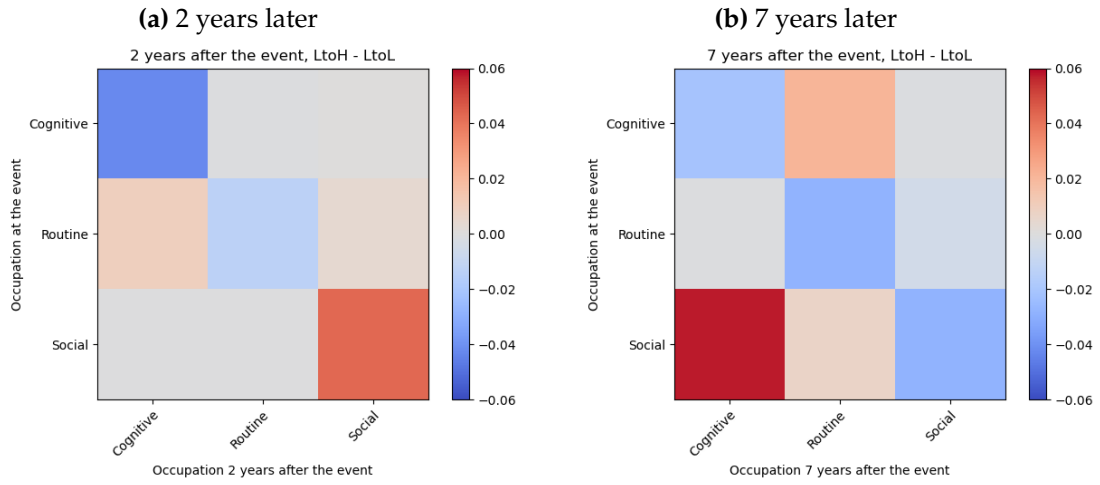 (a) 2 years later
2 years after the event, LtoH - LtoL
Occupation at the event
Cognitive
Routine
Social
Cognitive
Routine
Social
Occupation 2 years after the event
0.06
0.04
0.02
0.00
−0.02
−0.04
−0.06
(b) 7 years later
7 years after the event, LtoH - LtoL
Occupation at the event
Cognitive
Routine
Social
Cognitive
Routine
Social
Occupation 7 years after the event
0.06
0.04
0.02
0.00
−0.02
−0.04
−0.06